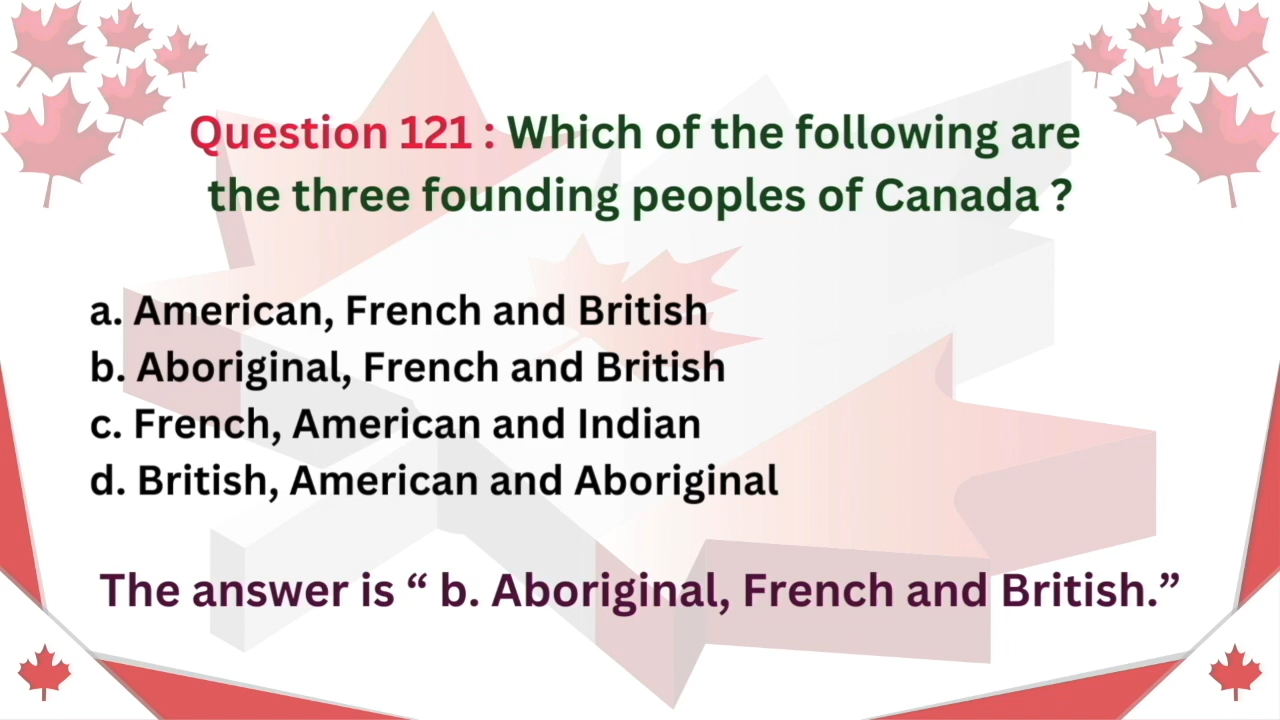 Question 121 : Which of the following are
the three founding peoples of Canada ?
a. American, French and British
b. Aboriginal, French and British
c. French, American and Indian
d. British, American and Aboriginal
The answer is “ b. Aboriginal, French and British.”